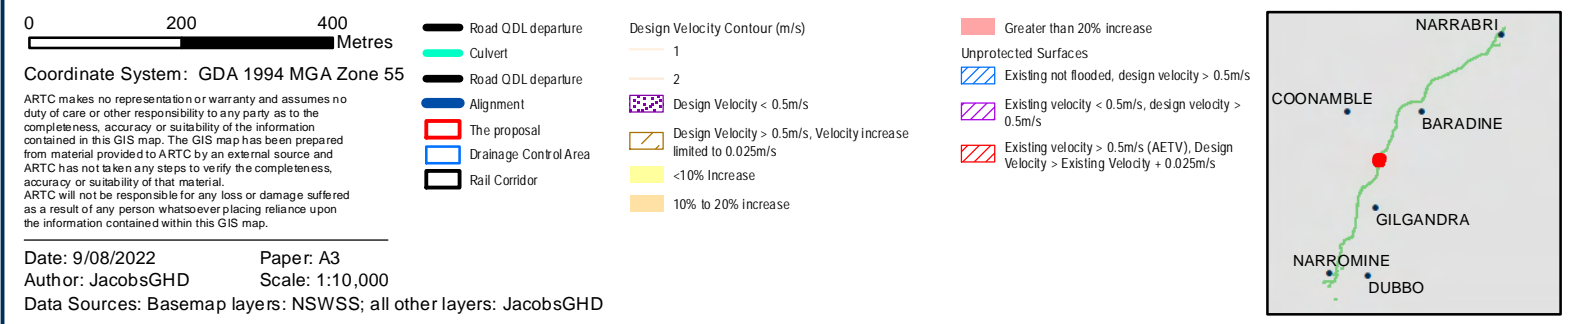 0 200 400
Metres
Coordinate System: GDA 1994 MGA Zone 55
ARTC makes no representation or warranty and assumes no
duty of care or other responsibility to any party as to the
completeness, accuracy or suitability of the information
contained in this GIS map. The GIS map has been prepared
from material provided to ARTC by an external source and
ARTC has not taken any steps to verify the completeness,
accuracy or suitability of that material.
ARTC will not be responsible for any loss or damage suffered
as a result of any person whatsoever placing reliance upon
the information contained within this GIS map.
Date: 9/08/2022 Paper: A3
Author: JacobsGHD Scale: 1:10,000
Data Sources: Basemap layers: NSWSS; all other layers: JacobsGHD
Road QDL departure
Culvert
Road QDL departure
Alignment
The proposal
Drainage Control Area
Rail Corridor
Design Velocity Contour (m/s)
1
2
Design Velocity < 0.5m/s
Design Velocity > 0.5m/s, Velocity increase
limited to 0.025m/s
<10% Increase
10% to 20% increase
Greater than 20% increase
Unprotected Surfaces
Existing not flooded, design velocity > 0.5m/s
Existing velocity < 0.5m/s, design velocity >
0.5m/s
Existing velocity > 0.5m/s (AETV), Design
Velocity > Existing Velocity + 0.025m/s
NARRABRI
COONAMBLE
BARADINE
GILGANDRA
NARROMINE
DUBBO